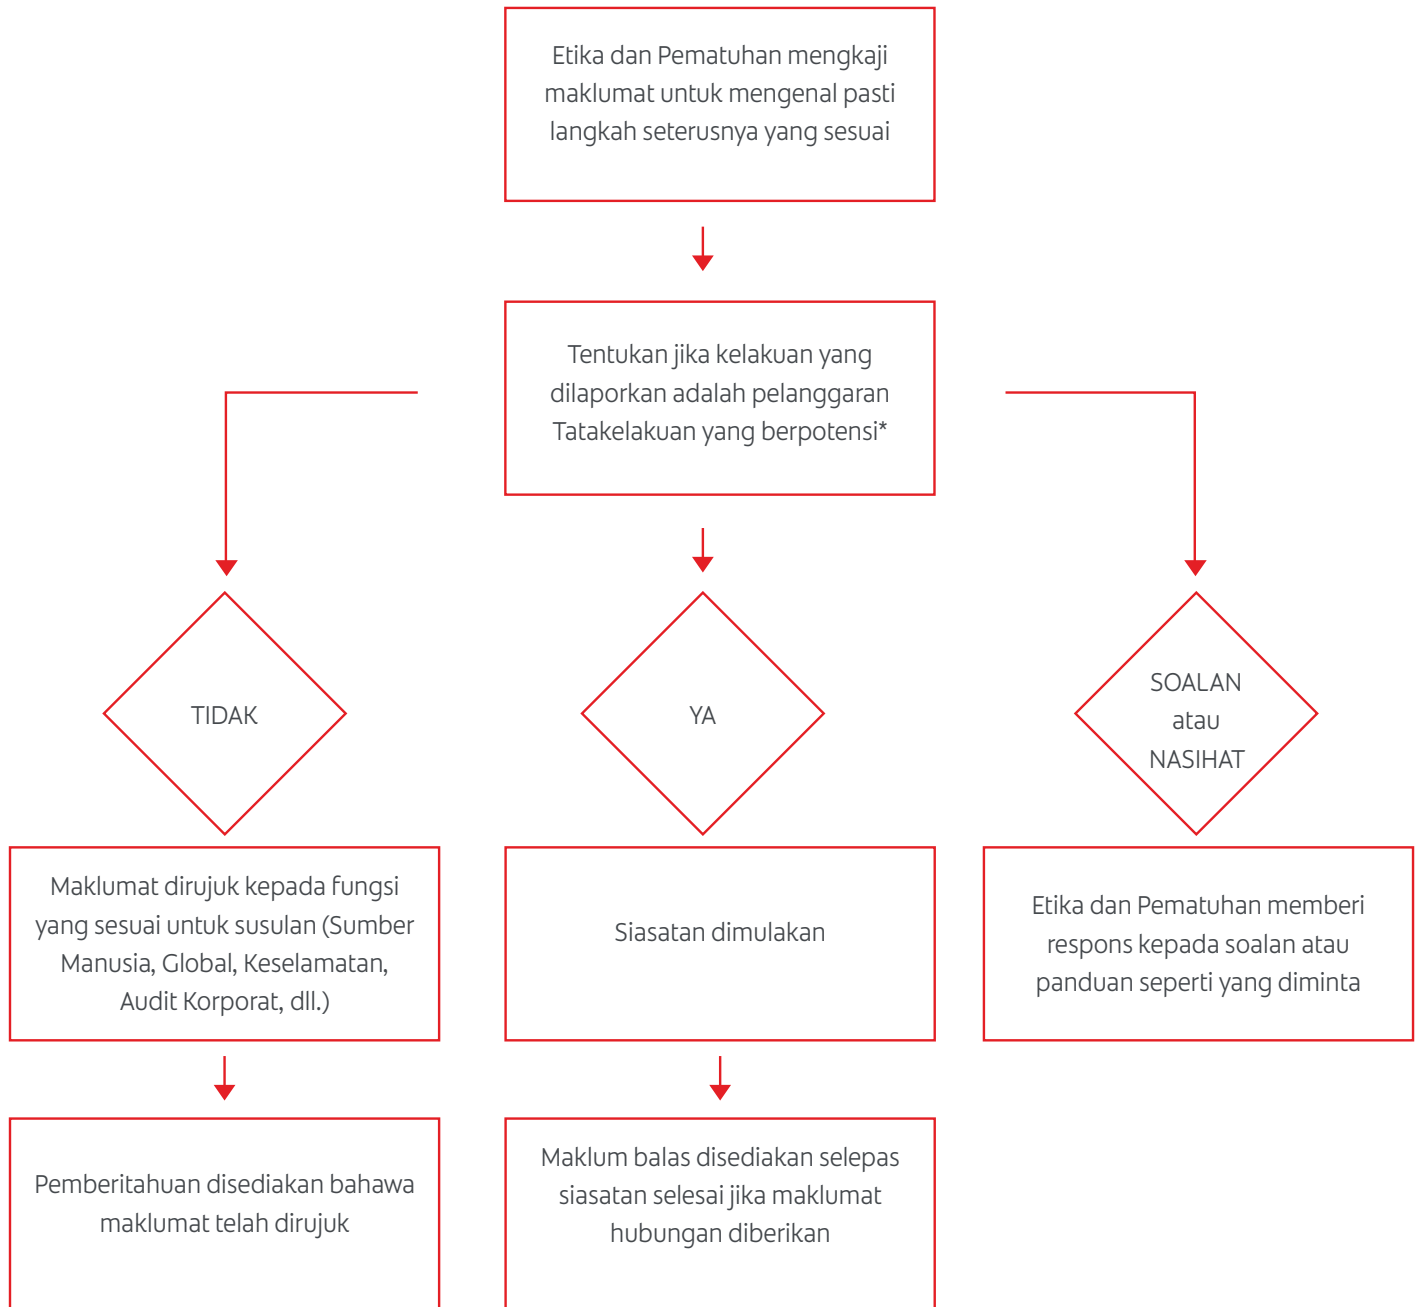 Etika dan Pematuhan mengkaji
maklumat untuk mengenal pasti
langkah seterusnya yang sesuai
Tentukan jika kelakuan yang
dilaporkan adalah pelanggaran
Tatakelakuan yang berpotensi*
TIDAK
YA
SOALAN
atau
NASIHAT
Maklumat dirujuk kepada fungsi
yang sesuai untuk susulan (Sumber
Manusia, Global, Keselamatan,
Audit Korporat, dll.)
Siasatan dimulakan
Etika dan Pematuhan memberi
respons kepada soalan atau
panduan seperti yang diminta
Pemberitahuan disediakan bahawa
maklumat telah dirujuk
Maklum balas disediakan selepas
siasatan selesai jika maklumat
hubungan diberikan